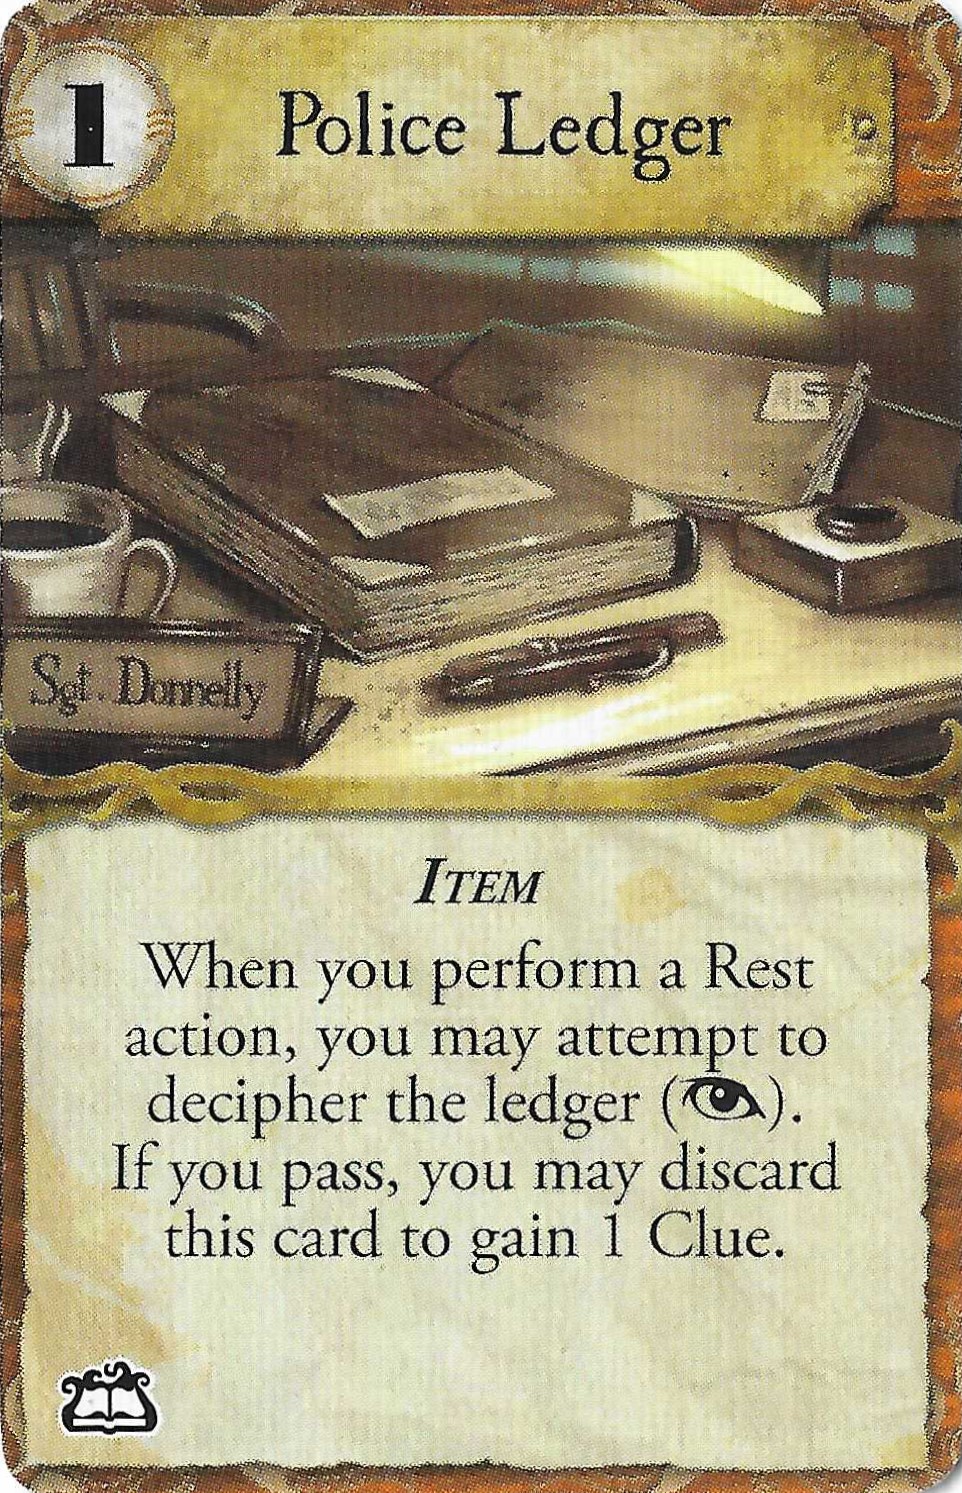 1
Police Ledger
Sgt. Donnelly
Item
When you perform a Rest
action, you may attempt to
decipher the ledger ( ).
If you pass, you may discard
this card to gain 1 Clue.